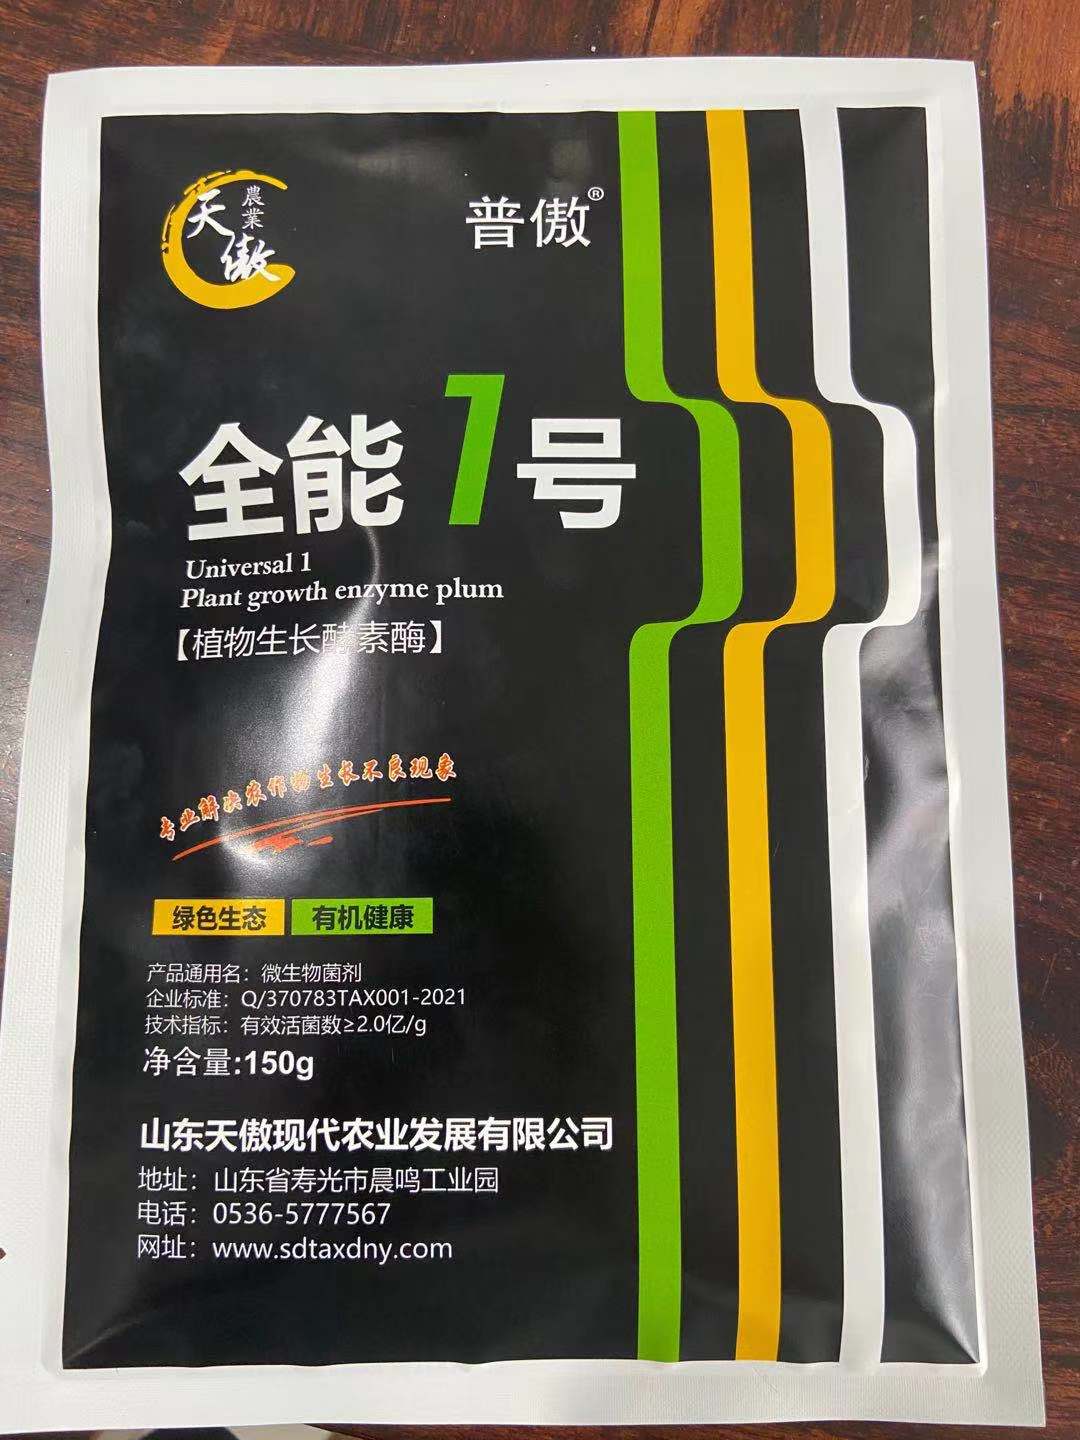 農業
天傲
普傲®
全能1号
Universal 1
Plant growth enzyme plum
【植物生长酵素酶】
专业解决农作物生长不良现象
绿色生态 有机健康
产品通用名：微生物菌剂
企业标准：Q/370783TAX001-2021
技术指标：有效活菌数≥2.0亿/g
净含量:150g
山东天傲现代农业发展有限公司
地址：山东省寿光市晨鸣工业园
电话：0536-5777567
网址：www.sdtaxdny.com